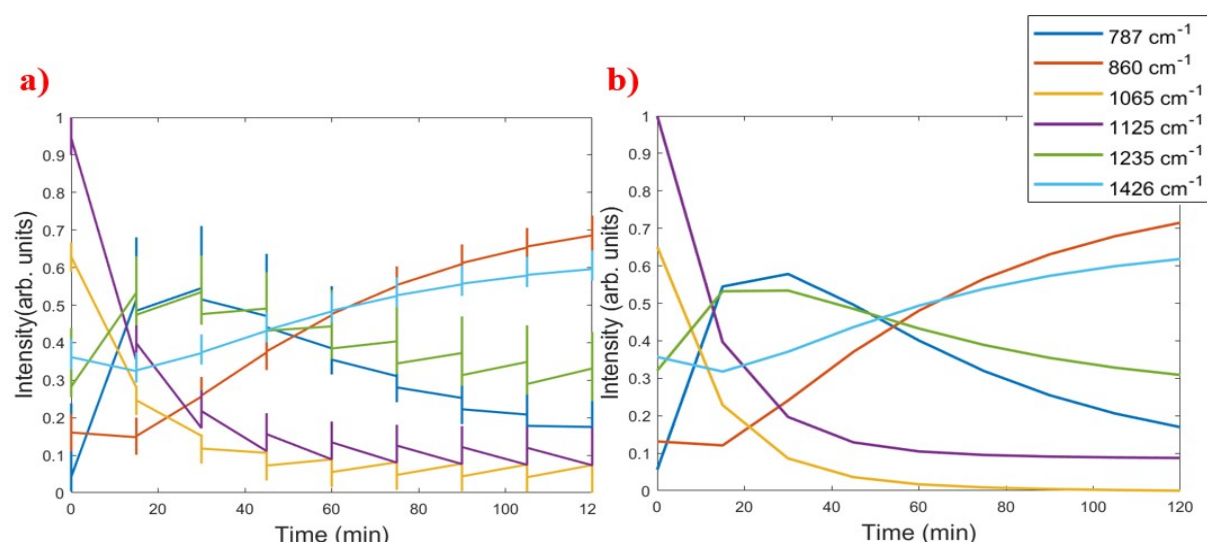 a)
b)
787 cm-1
860 cm-1
1065 cm-1
1125 cm-1
1235 cm-1
1426 cm-1
1
0.9
0.8
0.7
0.6
0.5
0.4
0.3
0.2
0.1
0
Intensity(arb. units)
0 20 40 60 80 100 12
Time (min)
1
0.9
0.8
0.7
0.6
0.5
0.4
0.3
0.2
0.1
0
Intensity (arb. units)
0 20 40 60 80 100 120
Time (min)